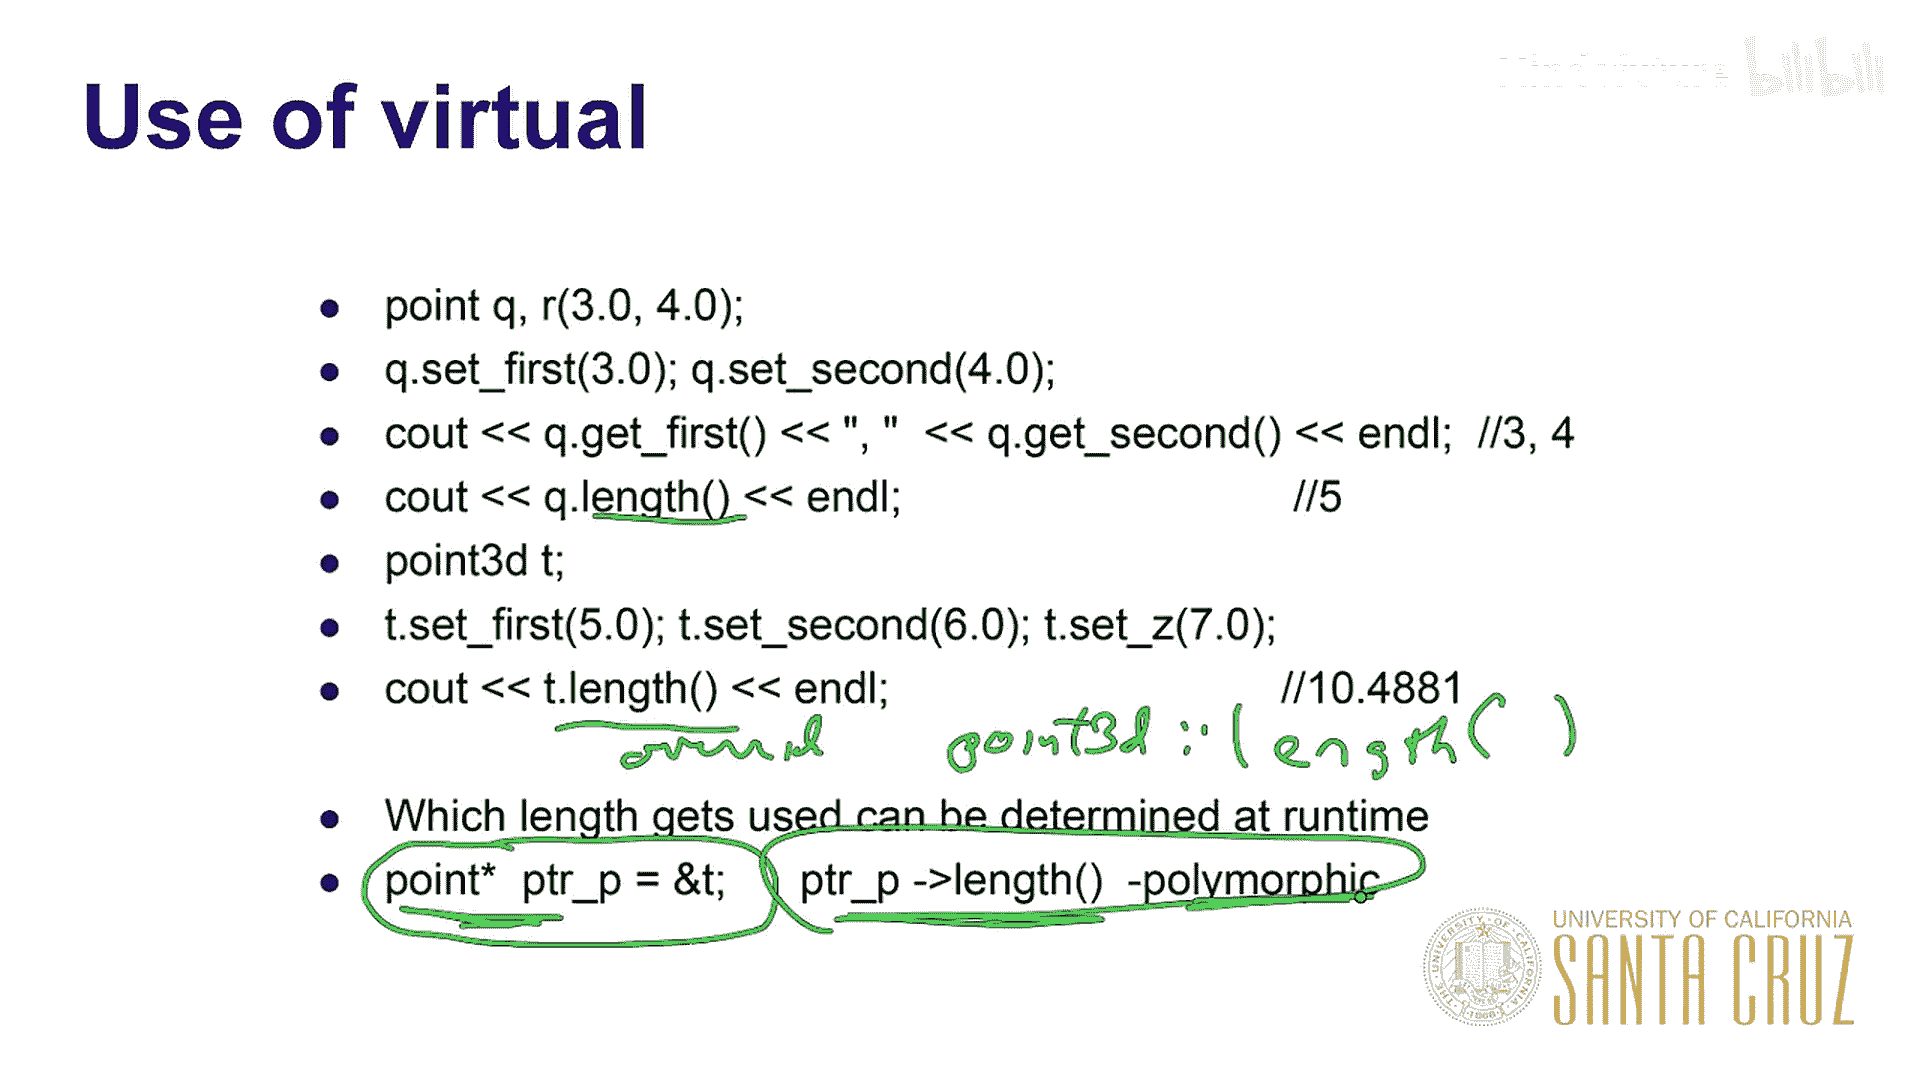 bilibili
Use of virtual
● point q, r(3.0, 4.0);
● q.set_first(3.0); q.set_second(4.0);
● cout << q.get_first() << ", " << q.get_second() << endl; //3, 4
● cout << q.length() << endl; //5
● point3d t;
● t.set_first(5.0); t.set_second(6.0); t.set_z(7.0);
● cout << t.length() << endl; //10.4881
point3d :: length( )
● Which length gets used can be determined at runtime
● point* ptr_p = &t; ptr_p ->length() -polymorphic
UNIVERSITY OF CALIFORNIA
SANTA CRUZ